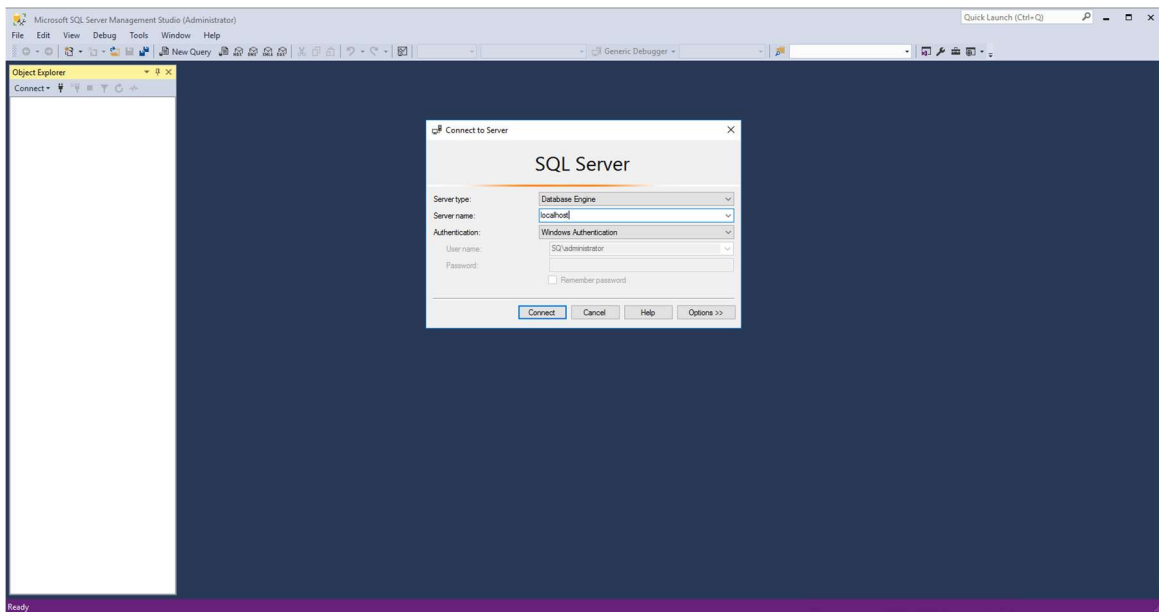 Microsoft SQL Server Management Studio (Administrator)
Quick Launch (Ctrl+Q)
File Edit View Debug Tools Window Help
New Query
Generic Debugger
Object Explorer
Connect
Connect to Server
SQL Server
Server type: Database Engine
Server name: localhost
Authentication: Windows Authentication
User name: SQ\administrator
Password:
Remember password
Connect Cancel Help Options >>
Ready